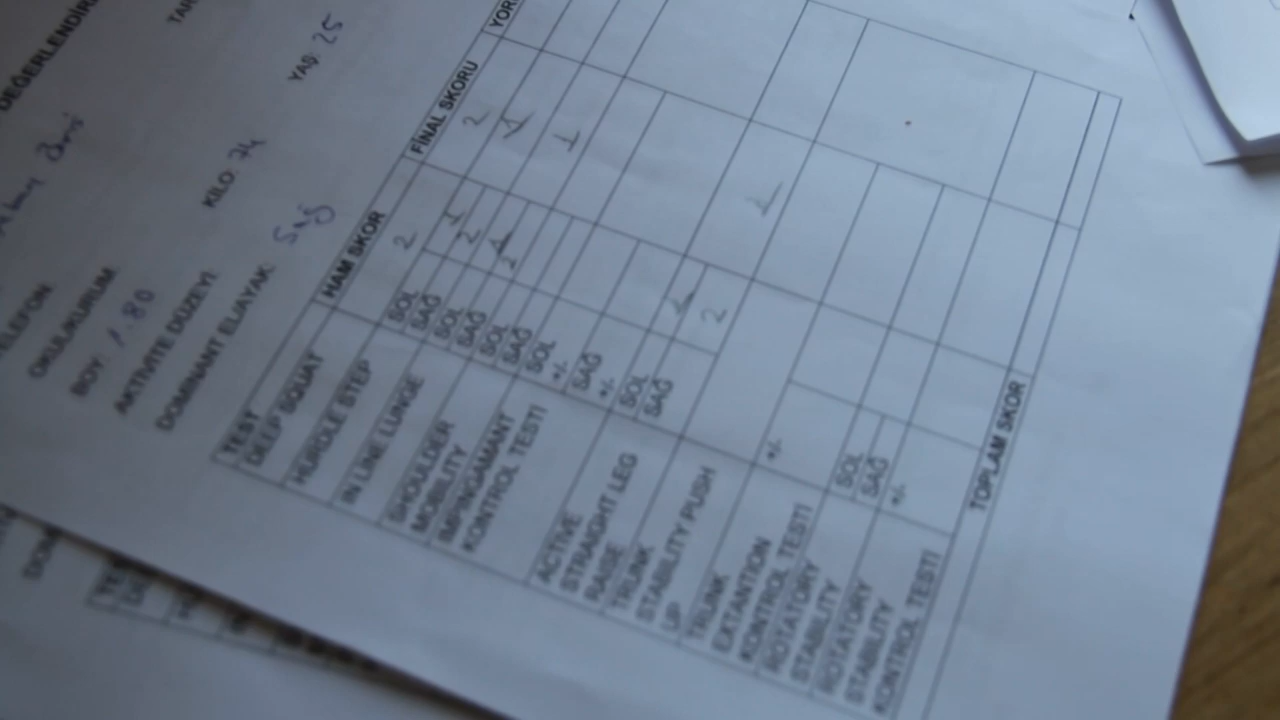 DEĞERLENDİR
TAR
YAŞ: 25
KİLO: 74
TELEFON
OKUL/KURUM
BOY: 1.80
AKTİVİTE DÜZEYİ
DOMİNANT EL/AYAK: Sağ
TEST HAM SKOR FİNAL SKORU YOR
DEEP SQUAT 2 2
HURDLE STEP SOL 1 1
SAĞ 2
IN LINE LUNGE SOL 1 1
SAĞ
SHOULDER MOBILITY SOL
SAĞ
IMPINGAMANT KONTROL TESTİ SOL +/-
SAĞ +/-
ACTIVE STRAIGHT LEG RAISE SOL 1 1
SAĞ 2
TRUNK STABILITY PUSH UP
TRUNK EXTANTION KONTROL TESTİ +/-
ROTATORY STABILITY SOL
SAĞ
ROTATORY STABILITY KONTROL TESTİ +/-
TOPLAM SKOR